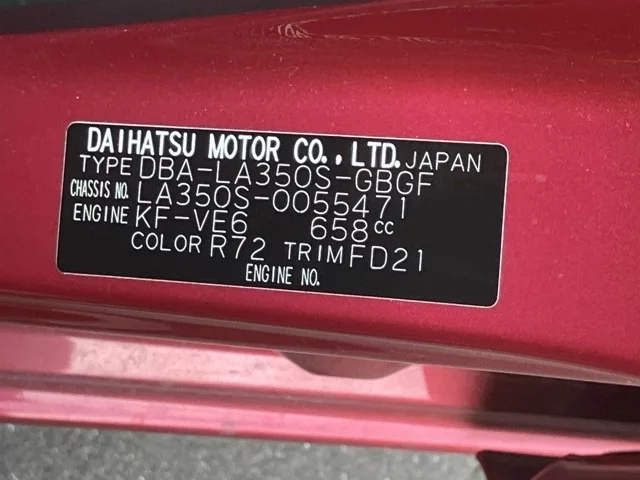 DAIHATSU MOTOR CO., LTD. JAPAN
TYPE DBA-LA350S-GBGF
CHASSIS NO. LA350S-0055471
ENGINE KF-VE6 658cc
COLOR R72 TRIM FD21
ENGINE NO.